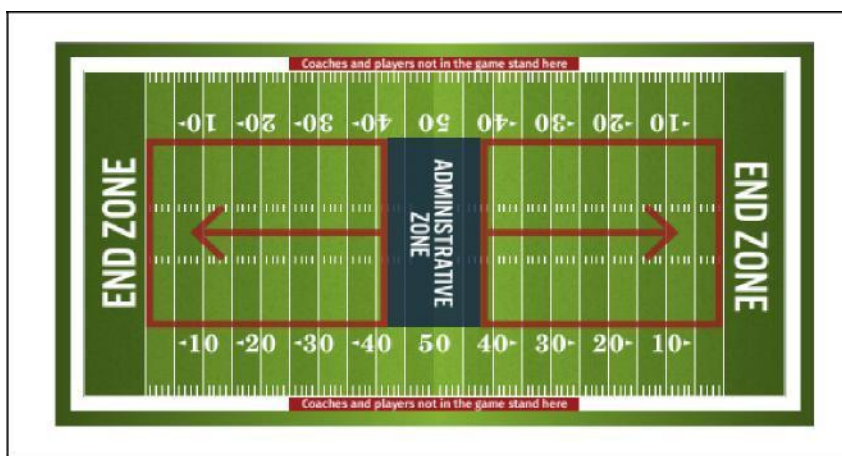 Coaches and players not in the game stand here
-10 -20 -30 -40 50 40- 30- 20- 10-
END ZONE
ADMINISTRATIVE
ZONE
END ZONE
-10 -20 -30 -40 50 40- 30- 20- 10-
Coaches and players not in the game stand here